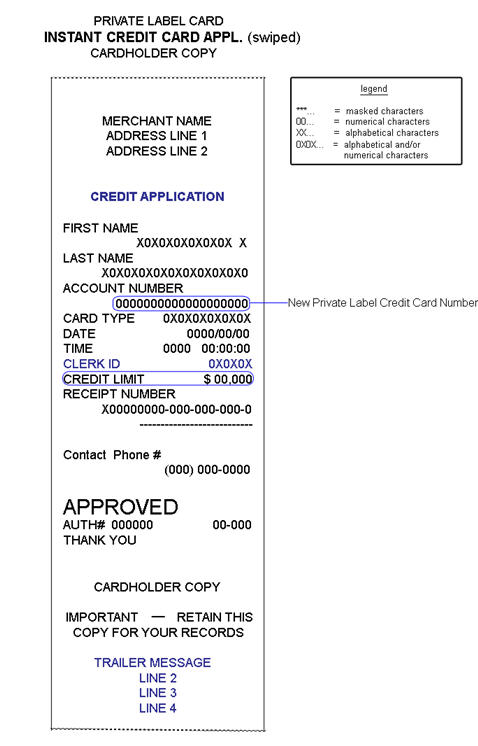 PRIVATE LABEL CARD
INSTANT CREDIT CARD APPL. (swiped)
CARDHOLDER COPY
legend
***... = masked characters
00... = numerical characters
XX... = alphabetical characters
0X0X... = alphabetical and/or
numerical characters
MERCHANT NAME
ADDRESS LINE 1
ADDRESS LINE 2
CREDIT APPLICATION
FIRST NAME
X0X0X0X0X0X0X X
LAST NAME
X0X0X0X0X0X0X0X0X0X0
ACCOUNT NUMBER
0000000000000000000 New Private Label Credit Card Number
CARD TYPE 0X0X0X0X0X0X
DATE 0000/00/00
TIME 0000 00:00:00
CLERK ID 0X0X0X
CREDIT LIMIT $ 00,000
RECEIPT NUMBER
X00000000-000-000-000-0
---------------------------
Contact Phone #
(000) 000-0000
APPROVED
AUTH# 000000 00-000
THANK YOU
CARDHOLDER COPY
IMPORTANT — RETAIN THIS
COPY FOR YOUR RECORDS
TRAILER MESSAGE
LINE 2
LINE 3
LINE 4